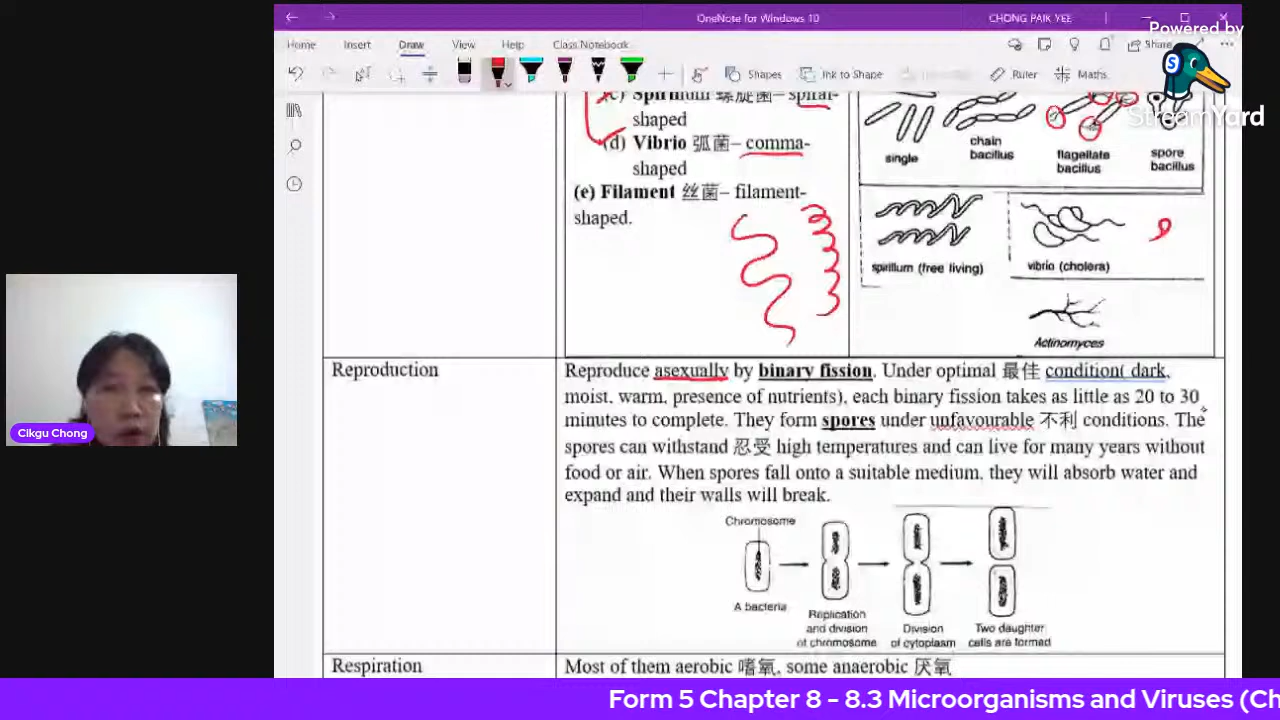 OneNote for Windows 10
CHONG PAIK YEE
Powered by
StreamYard
Home Insert Draw View Help Class Notebook
Share
Shapes Ink to Shape Ruler Maths
(c) Spirillum 螺旋菌– spiral-
shaped
(d) Vibrio 弧菌– comma-
shaped
(e) Filament 丝菌– filament-
shaped.
single
chain
bacillus
flagellate
bacillus
spore
bacillus
spirillum (free living)
vibrio (cholera)
Actinomyces
Reproduction
Reproduce asexually by binary fission. Under optimal 最佳 condition( dark,
moist, warm, presence of nutrients), each binary fission takes as little as 20 to 30
minutes to complete. They form spores under unfavourable 不利 conditions. The
spores can withstand 忍受 high temperatures and can live for many years without
food or air. When spores fall onto a suitable medium, they will absorb water and
expand and their walls will break.
Chromosome
A bacteria
Replication
and division
of chromosome
Division
of cytoplasm
Two daughter
cells are formed
Respiration
Most of them aerobic 嗜氧, some anaerobic 厌氧
Cikgu Chong
Form 5 Chapter 8 - 8.3 Microorganisms and Viruses (Ch